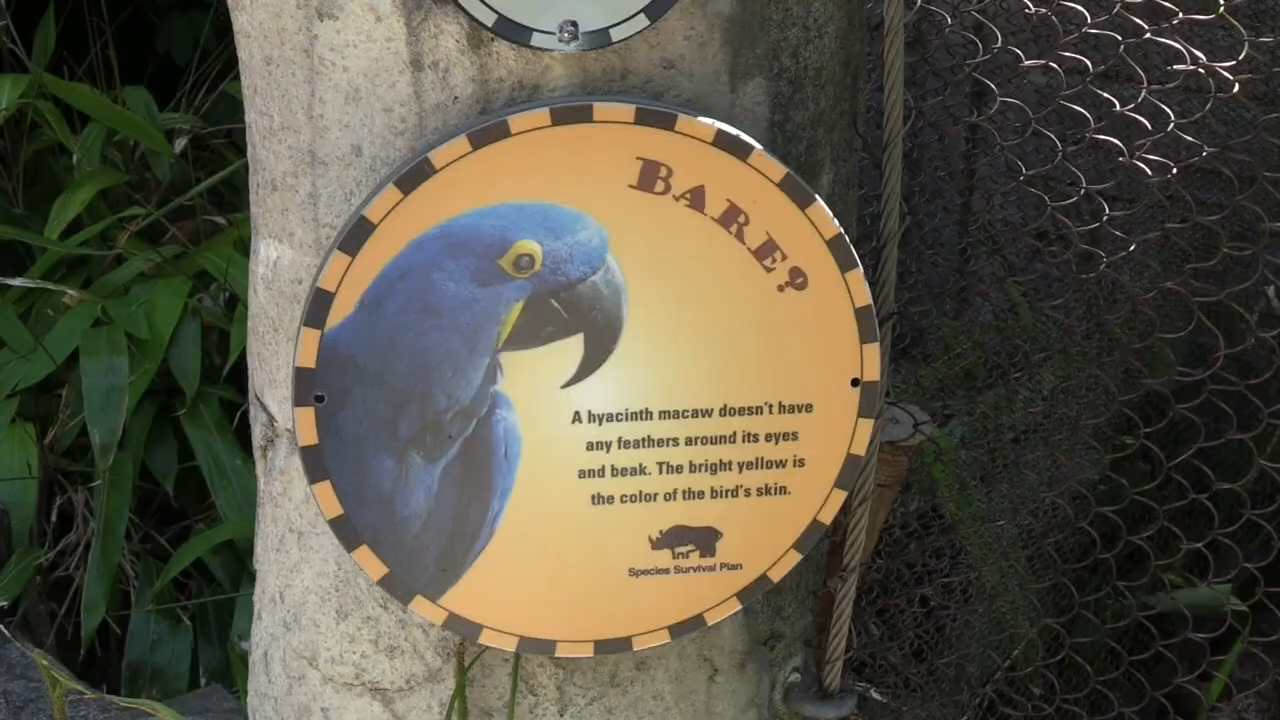 BARE?
A hyacinth macaw doesn't have
any feathers around its eyes
and beak. The bright yellow is
the color of the bird's skin.
Species Survival Plan